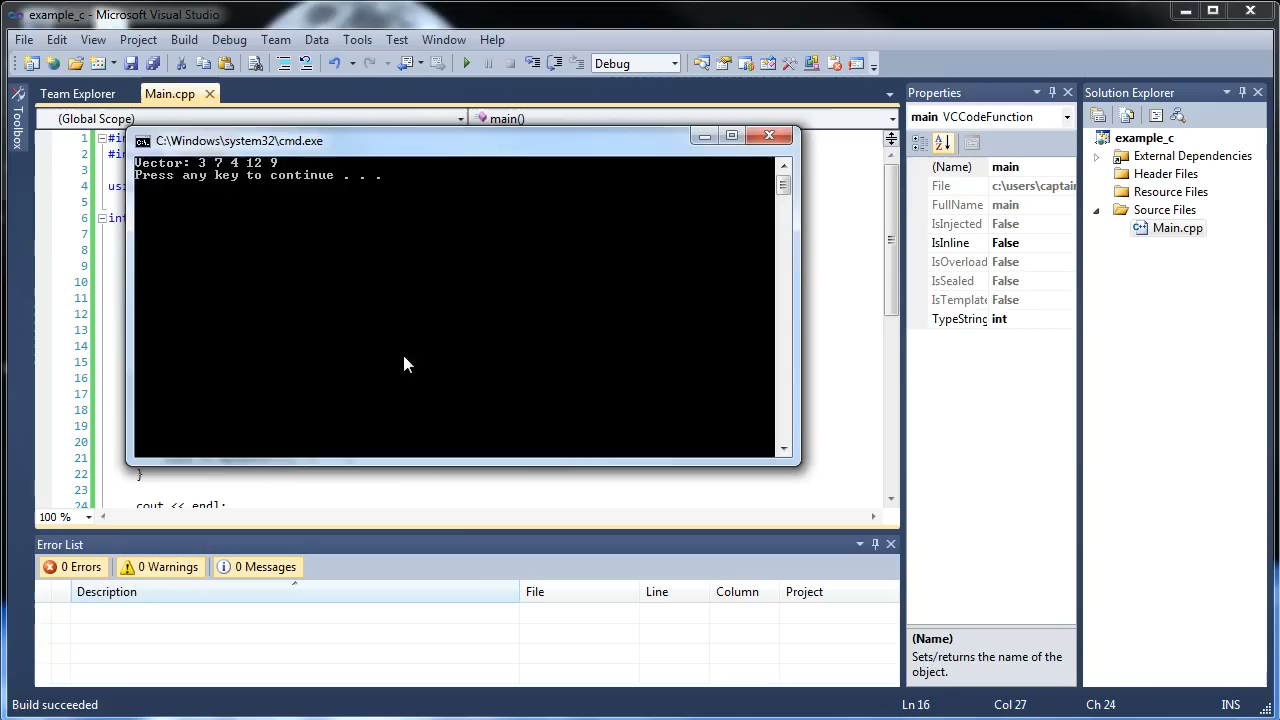 example_c - Microsoft Visual Studio
File Edit View Project Build Debug Team Data Tools Test Window Help
Debug
Toolbox
Team Explorer Main.cpp
(Global Scope) main()
1 #i
2 #i
3
4 usi
5
6 int
7
8
9
10
11
12
13
14
15
16
17
18
19
20
21
22 }
23
24 cout << endl;
100 %
C:\Windows\system32\cmd.exe
Vector: 3 7 4 12 9
Press any key to continue . . .
Error List
0 Errors 0 Warnings 0 Messages
Description File Line Column Project
Properties
main VCCodeFunction
(Name) main
File c:\users\captain
FullName main
IsInjected False
IsInline False
IsOverload False
IsSealed False
IsTemplate False
TypeString int
(Name)
Sets/returns the name of the
object.
Solution Explorer
example_c
External Dependencies
Header Files
Resource Files
Source Files
Main.cpp
Build succeeded Ln 16 Col 27 Ch 24 INS